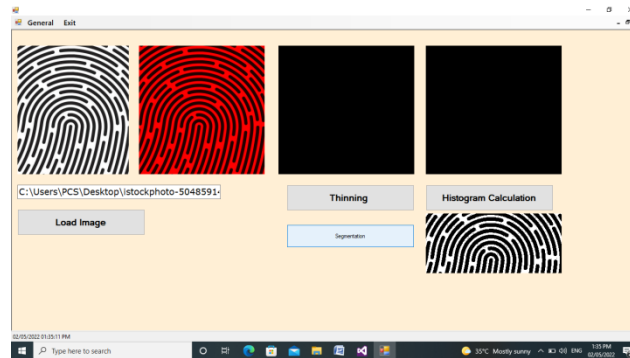 General Exit
C:\Users\PCS\Desktop\istockphoto-5048591
Thinning
Histogram Calculation
Load Image
Segmentation
02/05/2022 01:35:11 PM
Type here to search
35°C Mostly sunny
ENG
1:35 PM
02/05/2022